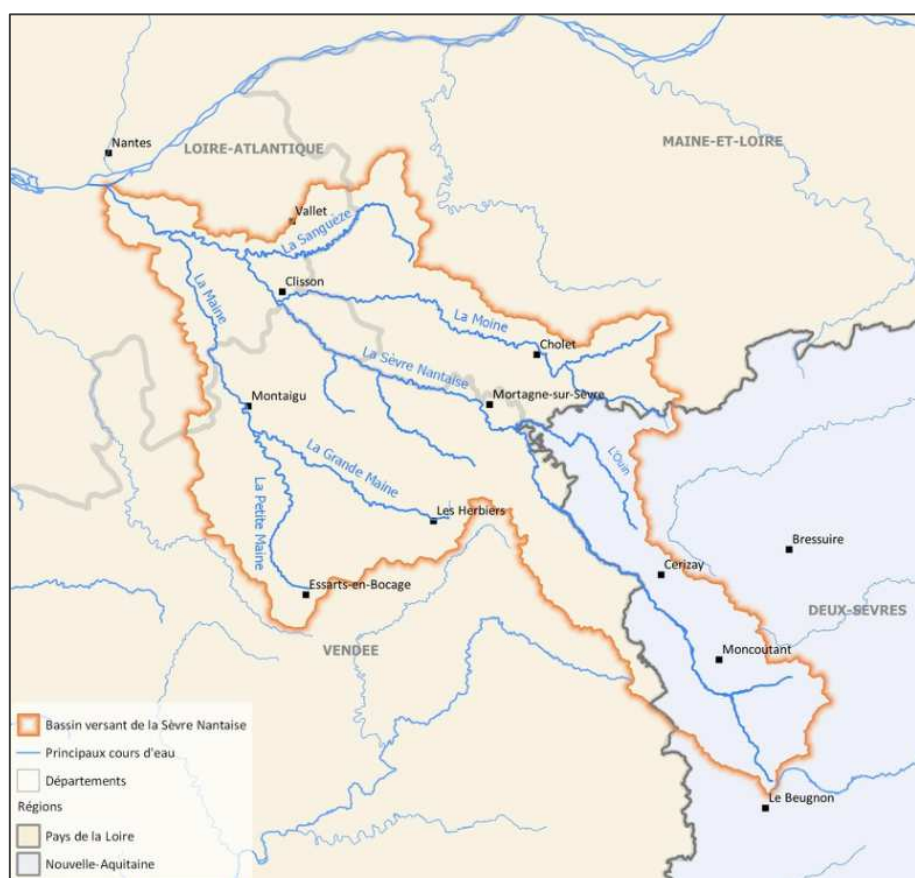 Nantes
LOIRE-ATLANTIQUE
MAINE-ET-LOIRE
Vallet
La Sanguèze
La Maine
Clisson
La Moine
Cholet
La Sèvre Nantaise
Montaigu
Mortagne-sur-Sèvre
La Grande Maine
L'Ouin
La Petite Maine
Les Herbiers
Bressuire
Cerizay
Essarts-en-Bocage
DEUX-SÈVRES
VENDEE
Moncoutant
Le Beugnon
Bassin versant de la Sèvre Nantaise
Principaux cours d'eau
Départements
Régions
Pays de la Loire
Nouvelle-Aquitaine